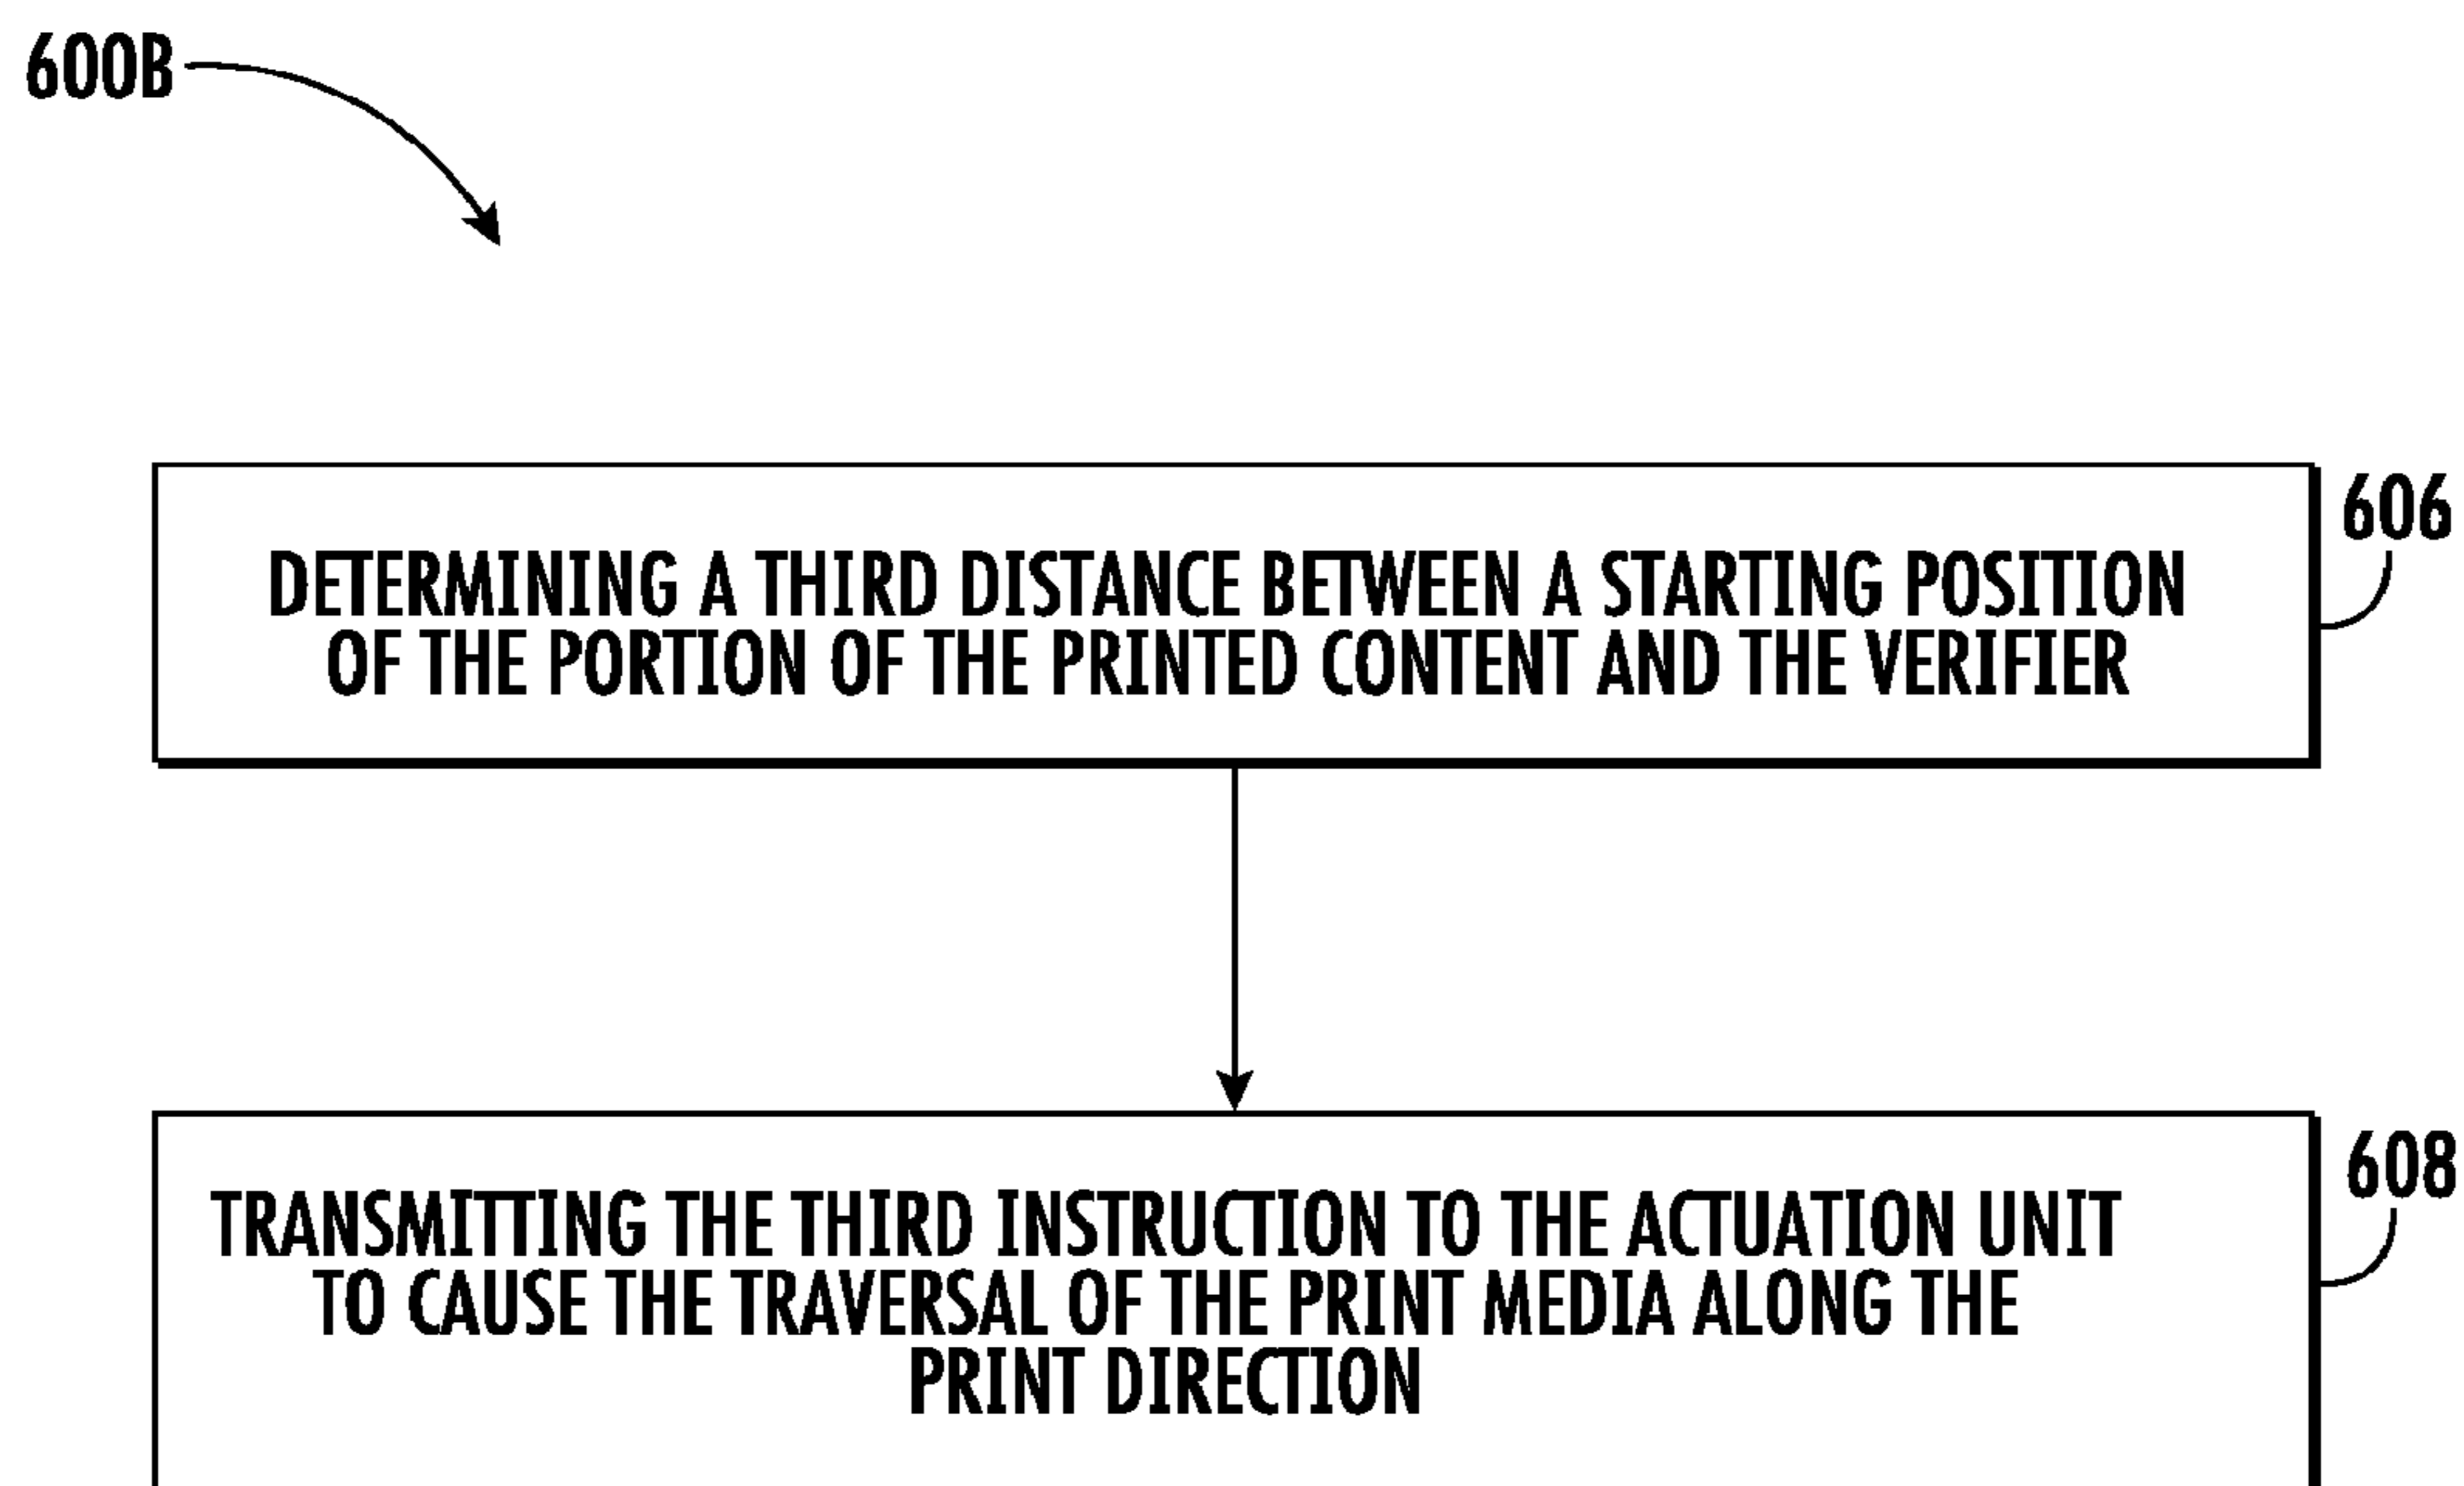 600B
606
DETERMINING A THIRD DISTANCE BETWEEN A STARTING POSITION
OF THE PORTION OF THE PRINTED CONTENT AND THE VERIFIER
608
TRANSMITTING THE THIRD INSTRUCTION TO THE ACTUATION UNIT
TO CAUSE THE TRAVERSAL OF THE PRINT MEDIA ALONG THE
PRINT DIRECTION